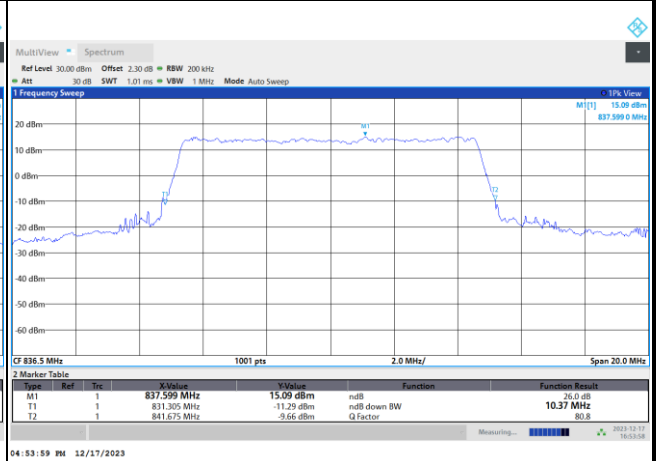 MultiView Spectrum
Ref Level 30.00 dBm Offset 2.30 dB RBW 200 kHz
Att 30 dB SWT 1.01 ms VBW 1 MHz Mode Auto Sweep
1 Frequency Sweep 1Pk View
M1[1] 15.09 dBm
837.5990 MHz
M1
20 dBm
10 dBm
0 dBm
T1
T2
-10 dBm
-20 dBm
-30 dBm
-40 dBm
-50 dBm
-60 dBm
CF 836.5 MHz 1001 pts 2.0 MHz/ Span 20.0 MHz
2 Marker Table
Type Ref Trc X-Value Y-Value Function Function Result
M1 1 837.599 MHz 15.09 dBm ndB 26.0 dB
T1 1 831.305 MHz -11.29 dBm ndB down BW 10.37 MHz
T2 1 841.675 MHz -9.66 dBm Q Factor 80.8
Measuring... 2023-12-17
16:53:58
04:53:59 PM 12/17/2023